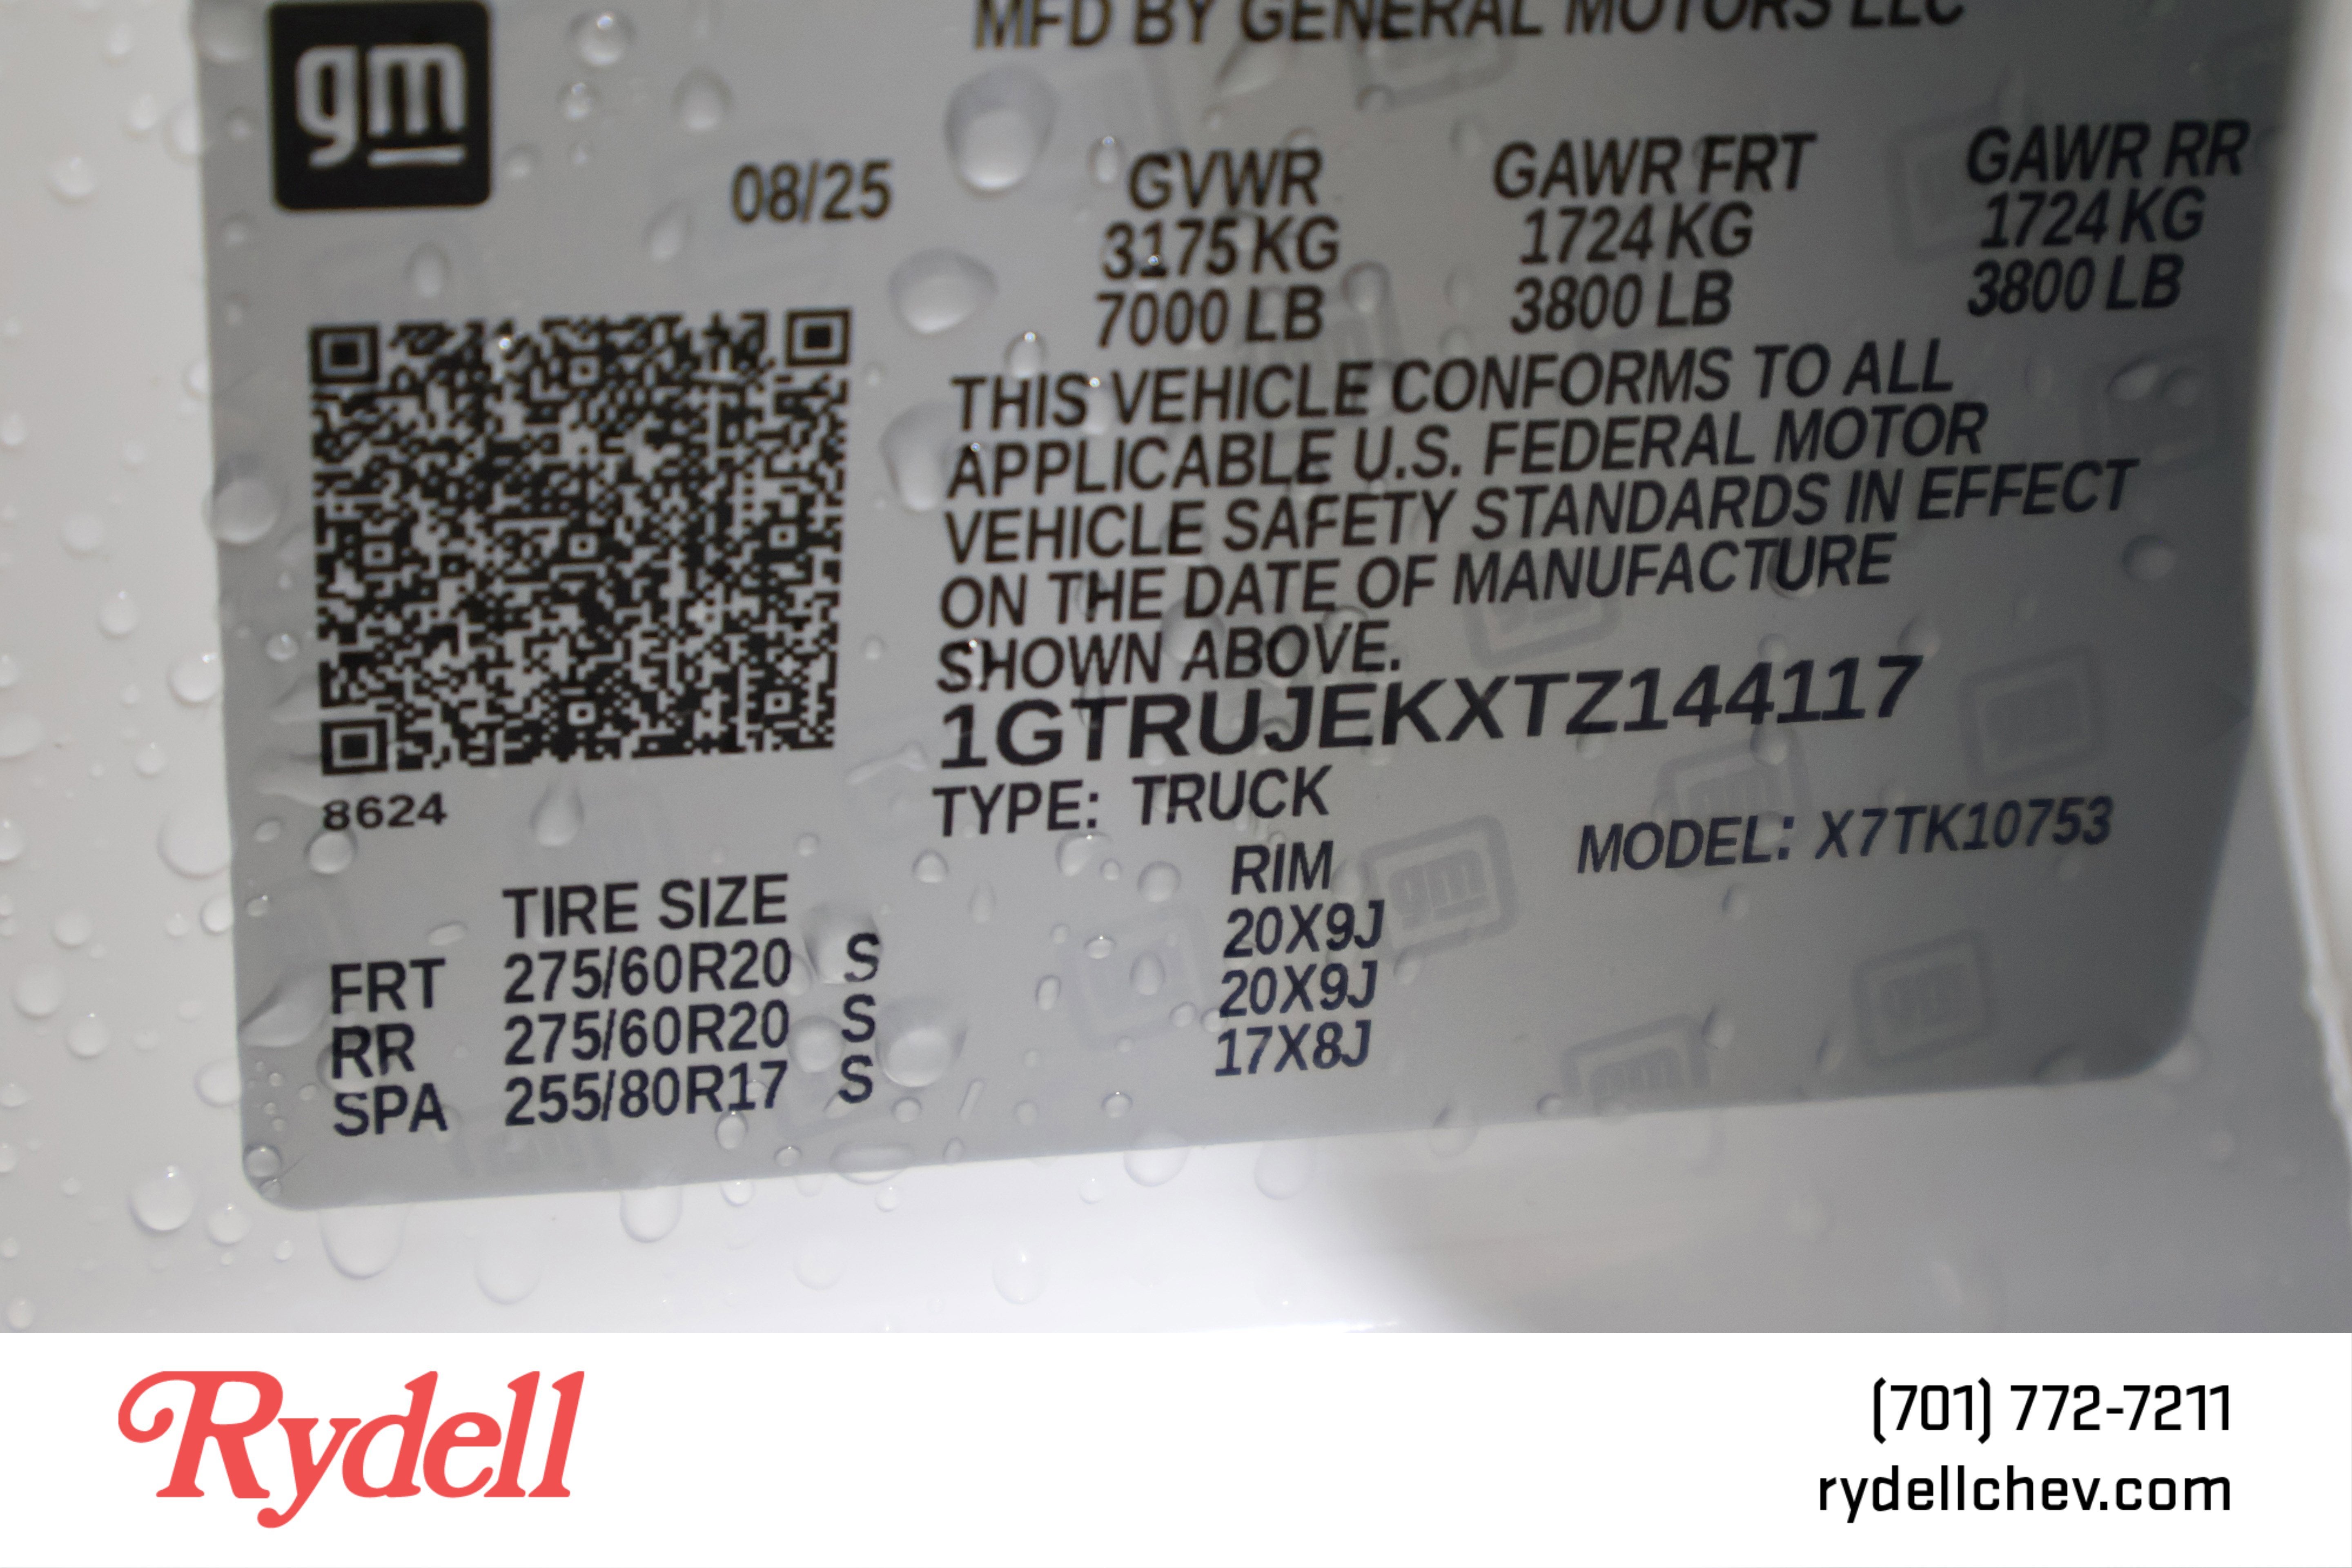 gm
MFD BY GENERAL MOTORS LLC
08/25
GVWR GAWR FRT GAWR RR
3175 KG 1724 KG 1724 KG
7000 LB 3800 LB 3800 LB
THIS VEHICLE CONFORMS TO ALL
APPLICABLE U.S. FEDERAL MOTOR
VEHICLE SAFETY STANDARDS IN EFFECT
ON THE DATE OF MANUFACTURE
SHOWN ABOVE.
1GTRUJEKXTZ144117
TYPE: TRUCK
MODEL: X7TK10753
8624
TIRE SIZE RIM
FRT 275/60R20 S 20X9J
RR 275/60R20 S 20X9J
SPA 255/80R17 S 17X8J
Rydell
(701) 772-7211
rydellchev.com